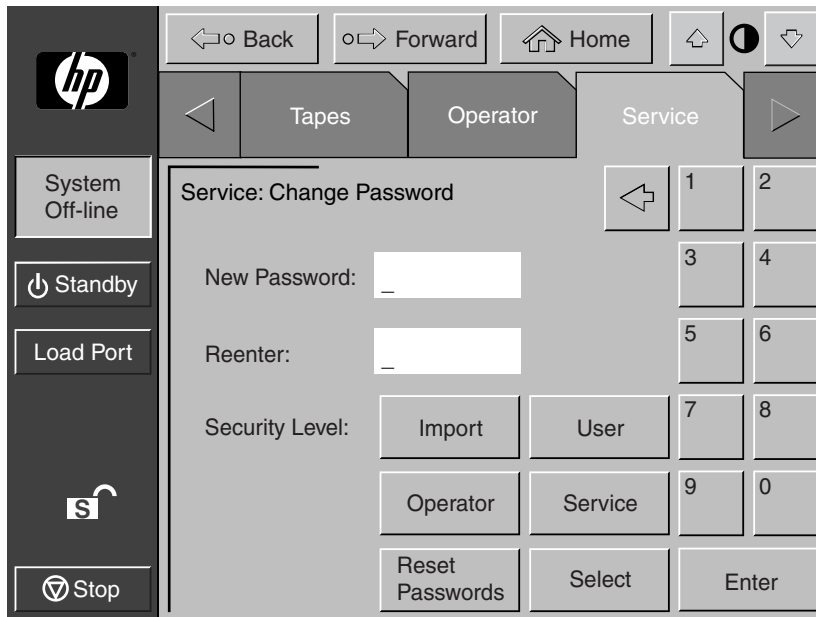 Back
Forward
Home
hp
Tapes
Operator
Service
System
Off-line
Service: Change Password
1
2
Standby
New Password:
_
3
4
Load Port
Reenter:
_
5
6
Security Level:
Import
User
7
8
S
Operator
Service
9
0
Stop
Reset
Passwords
Select
Enter